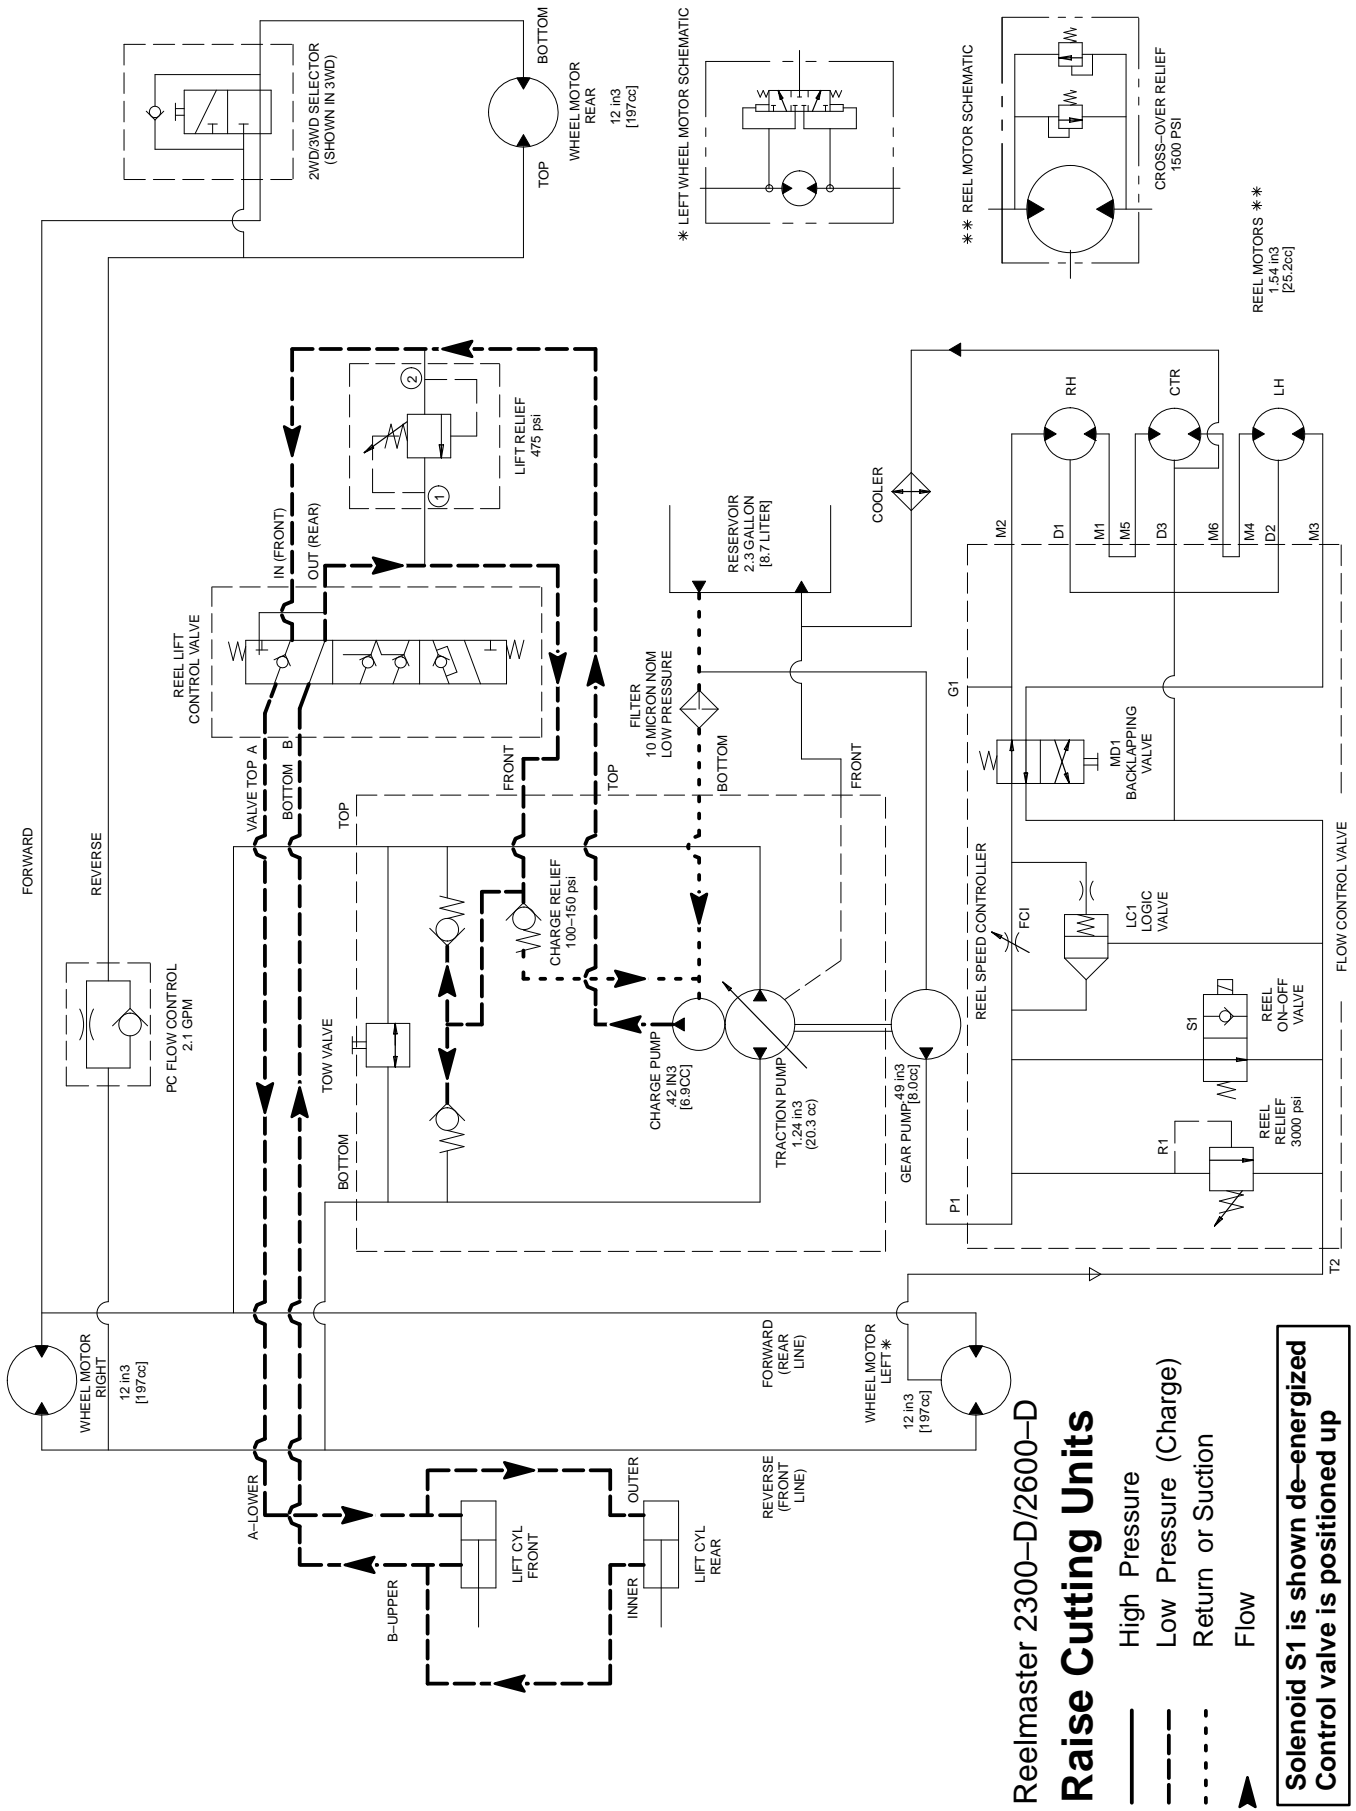 2WD/3WD SELECTOR
(SHOWN IN 3WD)
BOTTOM
TOP
WHEEL MOTOR
REAR
12 in3
[197cc]
✳ LEFT WHEEL MOTOR SCHEMATIC
✳✳ REEL MOTOR SCHEMATIC
CROSS–OVER RELIEF
1500 PSI
REEL MOTORS ✳✳
1.54 in3
[25.2cc]
FORWARD
REVERSE
PC FLOW CONTROL
2.1 GPM
REEL LIFT
CONTROL VALVE
IN (FRONT)
OUT (REAR)
LIFT RELIEF
475 psi
1
2
VALVE TOP A
BOTTOM B
TOP
FRONT
TOP
FILTER
10 MICRON NOM
LOW PRESSURE
BOTTOM
RESERVOIR
2.3 GALLON
[8.7 LITER]
FRONT
COOLER
RH
CTR
LH
M2
D1
M1
M5
D3
M6
M4
D2
M3
G1
MD1
BACKLAPPING
VALVE
REEL SPEED CONTROLLER
FCI
LC1
LOGIC
VALVE
FLOW CONTROL VALVE
S1
REEL
ON–OFF
VALVE
R1
REEL
RELIEF
3000 psi
P1
T2
TOW VALVE
BOTTOM
CHARGE RELIEF
100–150 psi
CHARGE PUMP
.42 IN3
[6.9CC]
TRACTION PUMP
1.24 in3
(20.3 cc)
GEAR PUMP
.49 in3
[8.0cc]
WHEEL MOTOR
RIGHT
12 in3
[197cc]
FORWARD
(REAR
LINE)
WHEEL MOTOR
LEFT ✳
12 in3
[197cc]
REVERSE
(FRONT
LINE)
A–LOWER
B–UPPER
LIFT CYL
FRONT
OUTER
INNER
LIFT CYL
REAR
Reelmaster 2300–D/2600–D
Raise Cutting Units
High Pressure
Low Pressure (Charge)
Return or Suction
Flow
Solenoid S1 is shown de–energized
Control valve is positioned up